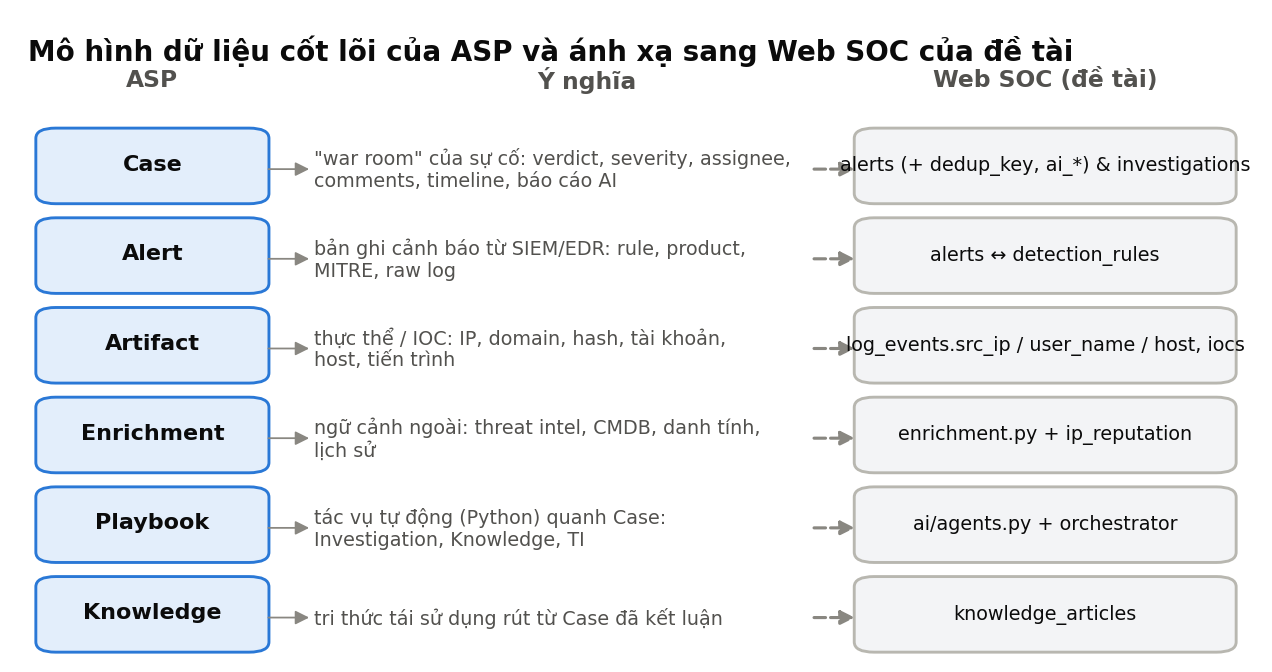 Mô hình dữ liệu cốt lõi của ASP và ánh xạ sang Web SOC của đề tài
ASP
Ý nghĩa
Web SOC (đề tài)
Case
"war room" của sự cố: verdict, severity, assignee,
comments, timeline, báo cáo AI
alerts (+ dedup_key, ai_*) & investigations
Alert
bản ghi cảnh báo từ SIEM/EDR: rule, product,
MITRE, raw log
alerts ↔ detection_rules
Artifact
thực thể / IOC: IP, domain, hash, tài khoản,
host, tiến trình
log_events.src_ip / user_name / host, iocs
Enrichment
ngữ cảnh ngoài: threat intel, CMDB, danh tính,
lịch sử
enrichment.py + ip_reputation
Playbook
tác vụ tự động (Python) quanh Case:
Investigation, Knowledge, TI
ai/agents.py + orchestrator
Knowledge
tri thức tái sử dụng rút từ Case đã kết luận
knowledge_articles